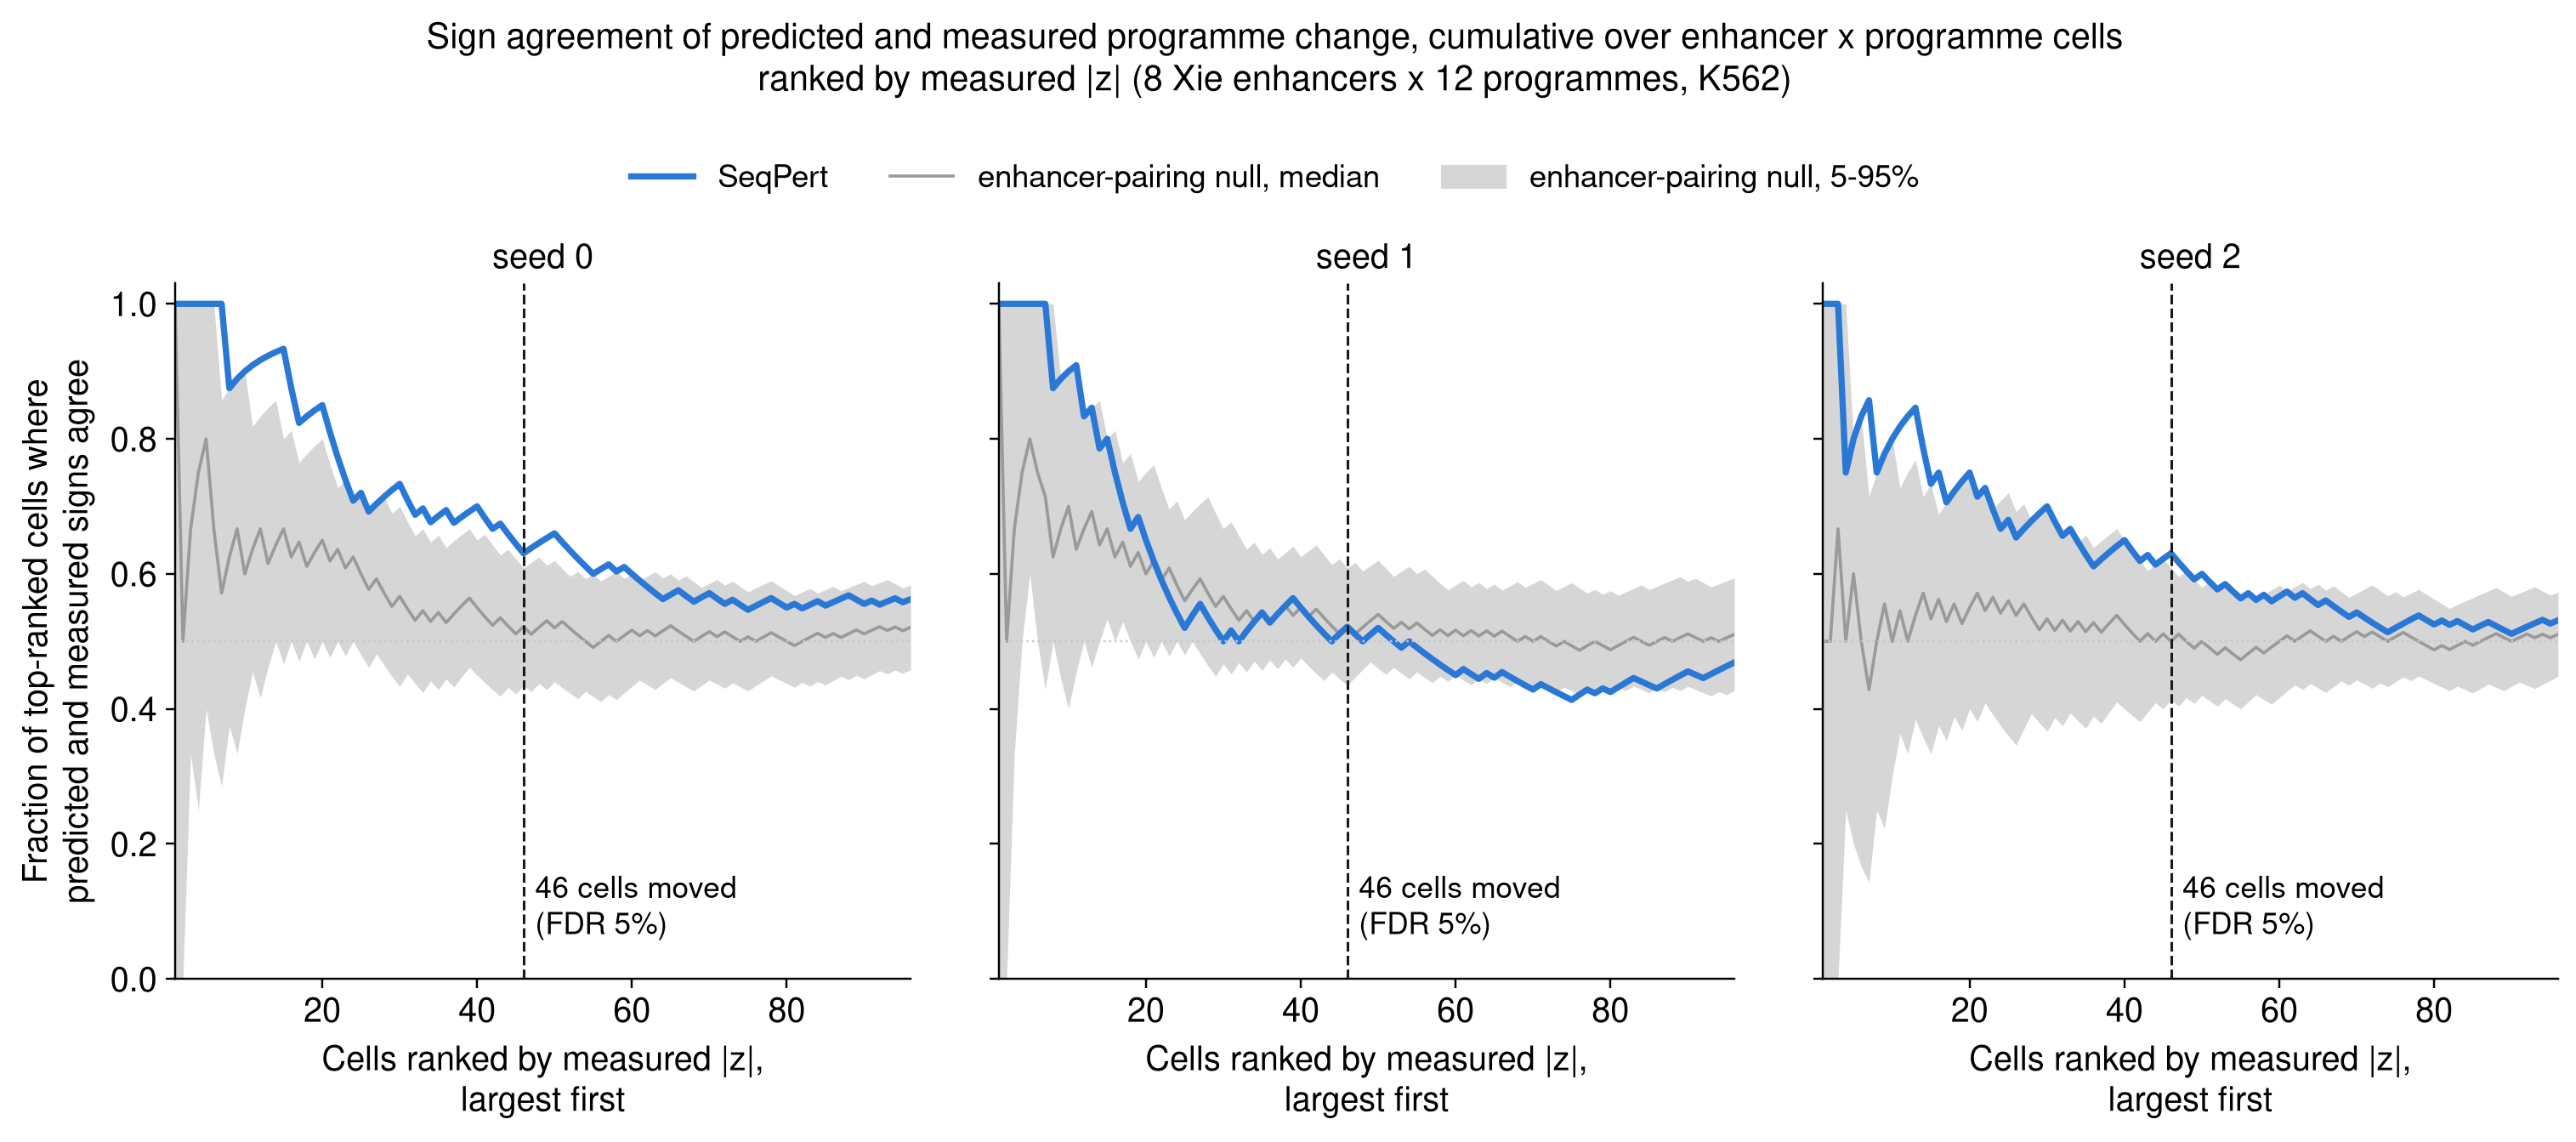 Sign agreement of predicted and measured programme change, cumulative over enhancer x programme cells
ranked by measured |z| (8 Xie enhancers x 12 programmes, K562)
SeqPert
enhancer-pairing null, median
enhancer-pairing null, 5-95%
seed 0
seed 1
seed 2
Fraction of top-ranked cells where
predicted and measured signs agree
1.0
0.8
0.6
0.4
0.2
0.0
46 cells moved
(FDR 5%)
46 cells moved
(FDR 5%)
46 cells moved
(FDR 5%)
20 40 60 80
20 40 60 80
20 40 60 80
Cells ranked by measured |z|,
largest first
Cells ranked by measured |z|,
largest first
Cells ranked by measured |z|,
largest first